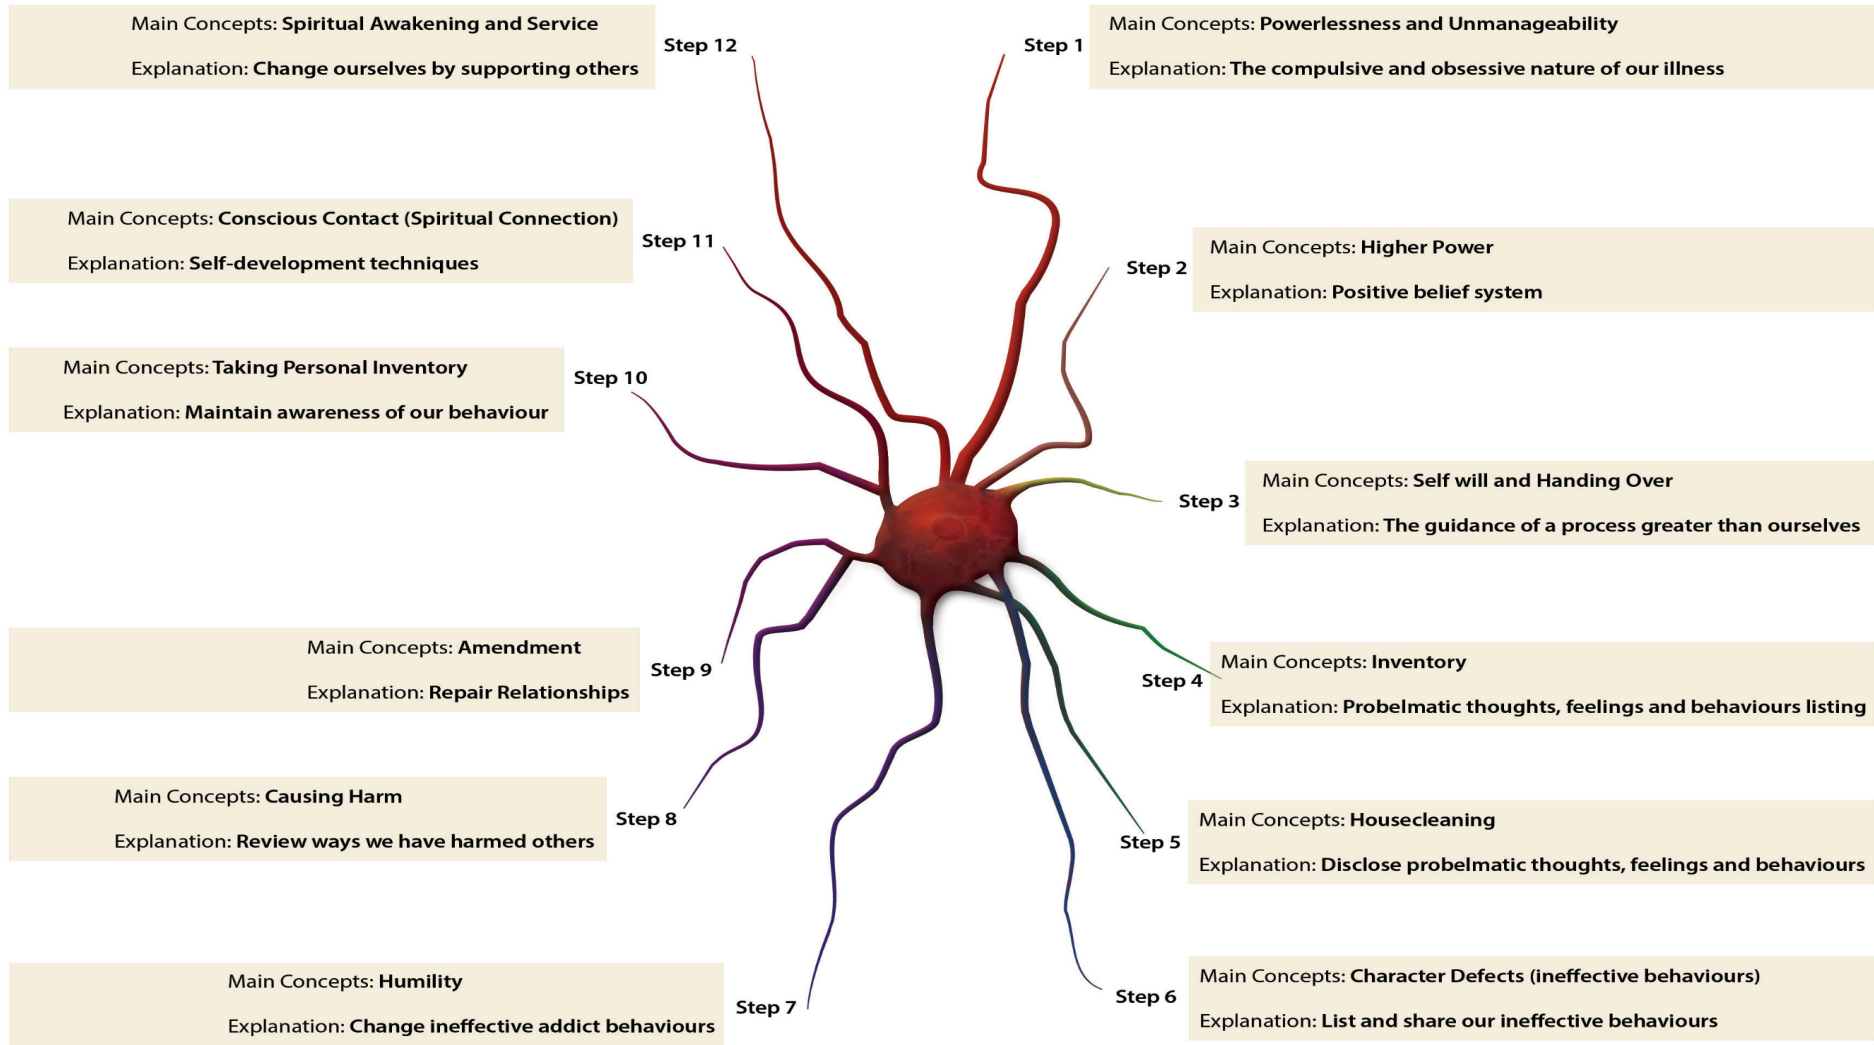 Step 1
Main Concepts: Powerlessness and Unmanageability
Explanation: The compulsive and obsessive nature of our illness
Step 2
Main Concepts: Higher Power
Explanation: Positive belief system
Step 3
Main Concepts: Self will and Handing Over
Explanation: The guidance of a process greater than ourselves
Step 4
Main Concepts: Inventory
Explanation: Probelmatic thoughts, feelings and behaviours listing
Step 5
Main Concepts: Housecleaning
Explanation: Disclose probelmatic thoughts, feelings and behaviours
Step 6
Main Concepts: Character Defects (ineffective behaviours)
Explanation: List and share our ineffective behaviours
Step 7
Main Concepts: Humility
Explanation: Change ineffective addict behaviours
Step 8
Main Concepts: Causing Harm
Explanation: Review ways we have harmed others
Step 9
Main Concepts: Amendment
Explanation: Repair Relationships
Step 10
Main Concepts: Taking Personal Inventory
Explanation: Maintain awareness of our behaviour
Step 11
Main Concepts: Conscious Contact (Spiritual Connection)
Explanation: Self-development techniques
Step 12
Main Concepts: Spiritual Awakening and Service
Explanation: Change ourselves by supporting others